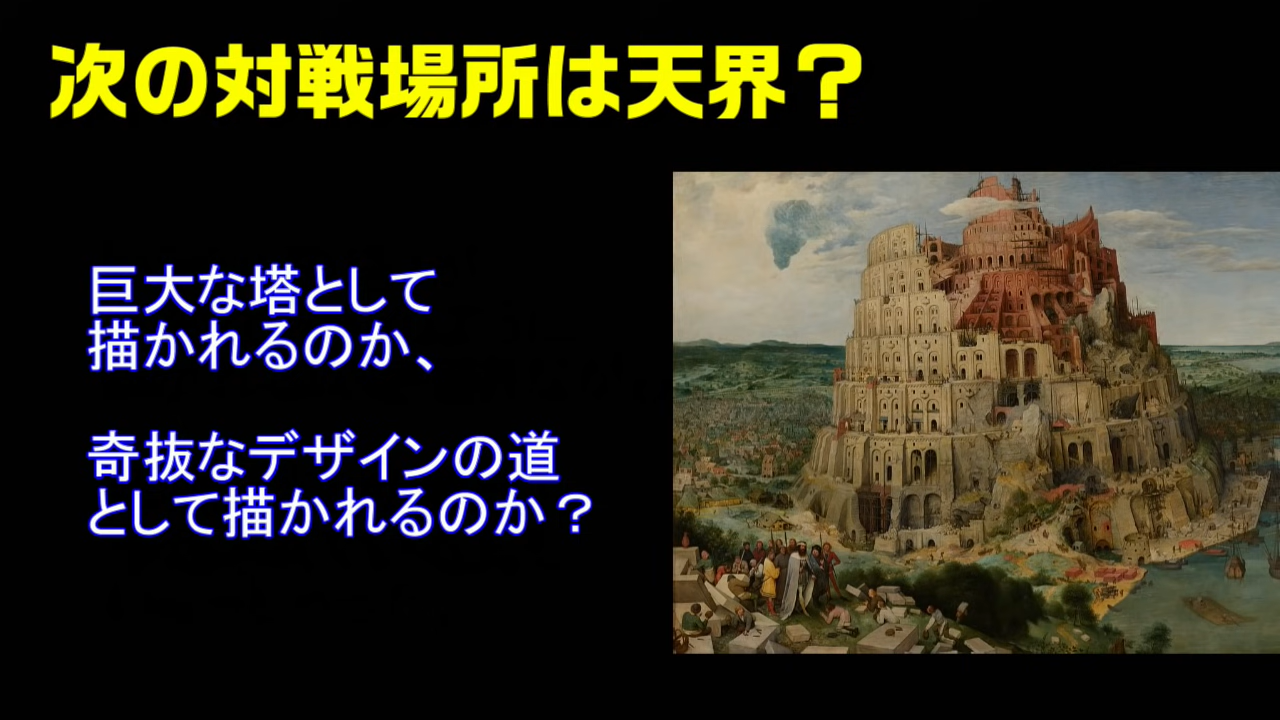 次の対戦場所は天界？
巨大な塔として
描かれるのか、
奇抜なデザインの道
として描かれるのか？